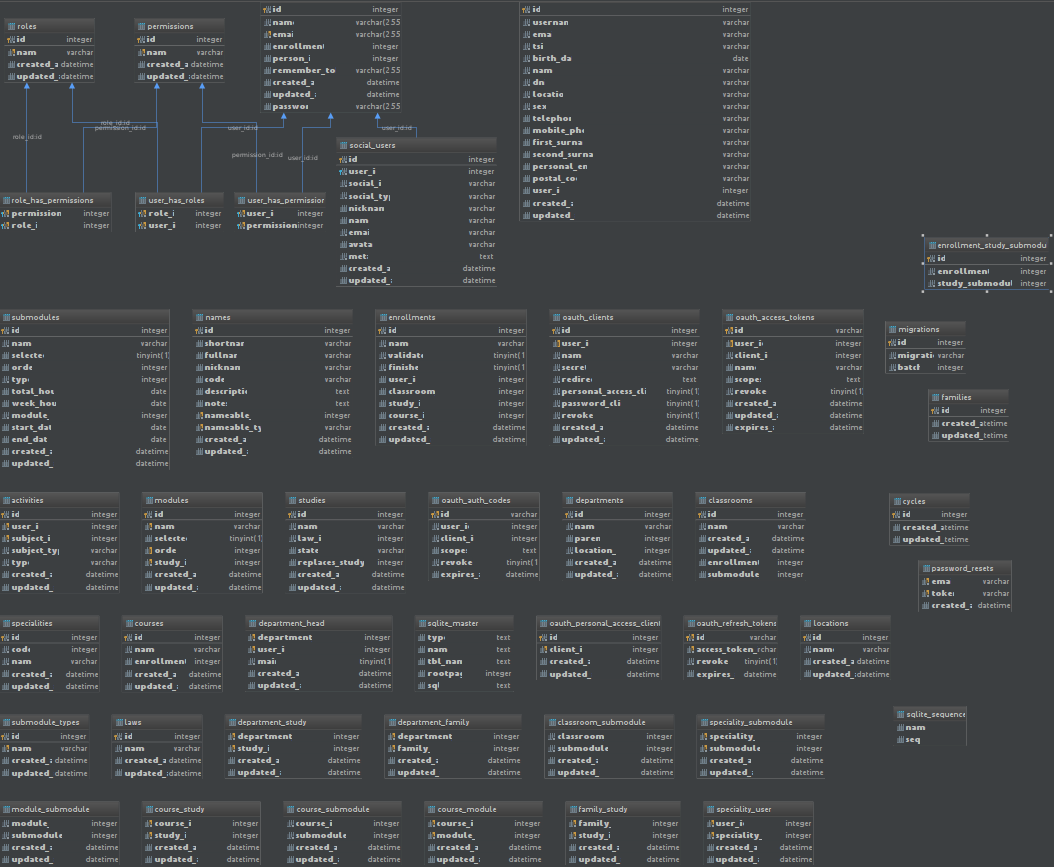 roles
id integer
nam varchar
created_a datetime
updated_: datetime
permissions
id integer
nam varchar
created_a datetime
updated_: datetime
id integer
nam varchar(255
emai varchar(255
enrollment integer
person_i integer
remember_to varchar(255
created_a datetime
updated_: datetime
passwor varchar(255
id integer
usernan varchar
ema varchar
tsi varchar
birth_da date
nam varchar
dn varchar
locatio varchar
sex varchar
telephor varchar
mobile_ph varchar
first_surna varchar
second_surna varchar
personal_en varchar
postal_co varchar
user_i integer
created_: datetime
updated_ datetime
role_id:id
role_id:id
permission_id:id
permission_id:id
user_id:id
user_id:id
user_id:id
social_users
id integer
user_i integer
social_i varchar
social_ty varchar
nicknan varchar
nam varchar
emai varchar
avata varchar
met: text
created_a datetime
updated_: datetime
role_has_permissions
permission integer
role_i integer
user_has_roles
role_i integer
user_i integer
user_has_permission
user_i integer
permission integer
enrollment_study_submodu
id integer
enrollment integer
study_submodul integer
submodules
id integer
nam varchar
selecte tinyint(1
orde integer
typ integer
total_hou date
week_hou date
module_ integer
start_dat date
end_dat date
created_a datetime
updated_ datetime
names
id integer
shortnar varchar
fullnar varchar
nicknan varchar
code varchar
descriptio text
note: text
nameable_ integer
nameable_ty varchar
created_a datetime
updated_: datetime
enrollments
id integer
nam varchar
validate tinyint(1
finishe tinyint(1
user_i integer
classroom integer
study_i integer
course_i integer
created_a datetime
updated_ datetime
oauth_clients
id integer
user_i integer
nam varchar
secret varchar
redire text
personal_access_cli tinyint(1
password_cli tinyint(1
revoke tinyint(1
created_a datetime
updated_: datetime
oauth_access_tokens
id varchar
user_i integer
client_i integer
nam varchar
scope: text
revoke tinyint(1
created_a datetime
updated_: datetime
expires_: datetime
migrations
id integer
migrati varchar
batch integer
families
id integer
created_atetime
updated_tetime
activities
id integer
user_i integer
subject_i integer
subject_typ varchar
typ varchar
created_a datetime
updated_: datetime
modules
id integer
nam varchar
selecte tinyint(1
orde integer
study_i integer
created_a datetime
updated_: datetime
studies
id integer
nam varchar
law_i integer
state varchar
replaces_study integer
created_a datetime
updated_: datetime
oauth_auth_codes
id varchar
user_i integer
client_i integer
scope: text
revoke tinyint(1
expires_: datetime
departments
id integer
nam varchar
paren integer
location_ integer
created_a datetime
updated_: datetime
classrooms
id integer
nam varchar
created_a datetime
updated_: datetime
enrollment integer
submodule integer
cycles
id integer
created_atetime
updated_tetime
password_resets
ema varchar
toke varchar
created_: datetime
specialities
id integer
code varchar
nam varchar
created_a datetime
updated_ datetime
courses
id integer
nam varchar
enrollment integer
created_a datetime
updated_: datetime
department_head
department integer
user_i integer
mai tinyint(1
created_a datetime
updated_: datetime
sqlite_master
typ text
nam text
tbl_nan text
rootpag integer
sql text
oauth_personal_access_client
id integer
client_i integer
created_: datetime
updated_ datetime
oauth_refresh_tokens
id varchar
access_token_rchar
revoke tinyint(1
expires_ datetime
locations
id integer
nam varchar
created_a datetime
updated_:datetime
submodule_types
id integer
nam varchar
created_a datetime
updated_: datetime
laws
id integer
nam varchar
created_a datetime
updated_:datetime
department_study
department integer
study_i integer
created_a datetime
updated_: datetime
department_family
department integer
family_ integer
created_a datetime
updated_: datetime
classroom_submodule
classroom integer
submodule integer
created_a datetime
updated_: datetime
speciality_submodule
speciality_ integer
submodule integer
created_a datetime
updated_: datetime
sqlite_sequence
nam
seq
module_submodule
module_ integer
submodule integer
created_a datetime
updated_: datetime
course_study
course_i integer
study_i integer
created_a datetime
updated_: datetime
course_submodule
course_i integer
submodule integer
created_a datetime
updated_: datetime
course_module
course_i integer
module_ integer
created_a datetime
updated_: datetime
family_study
family_ integer
study_i integer
created_a datetime
updated_: datetime
speciality_user
user_i integer
speciality_ integer
created_a datetime
updated_: datetime